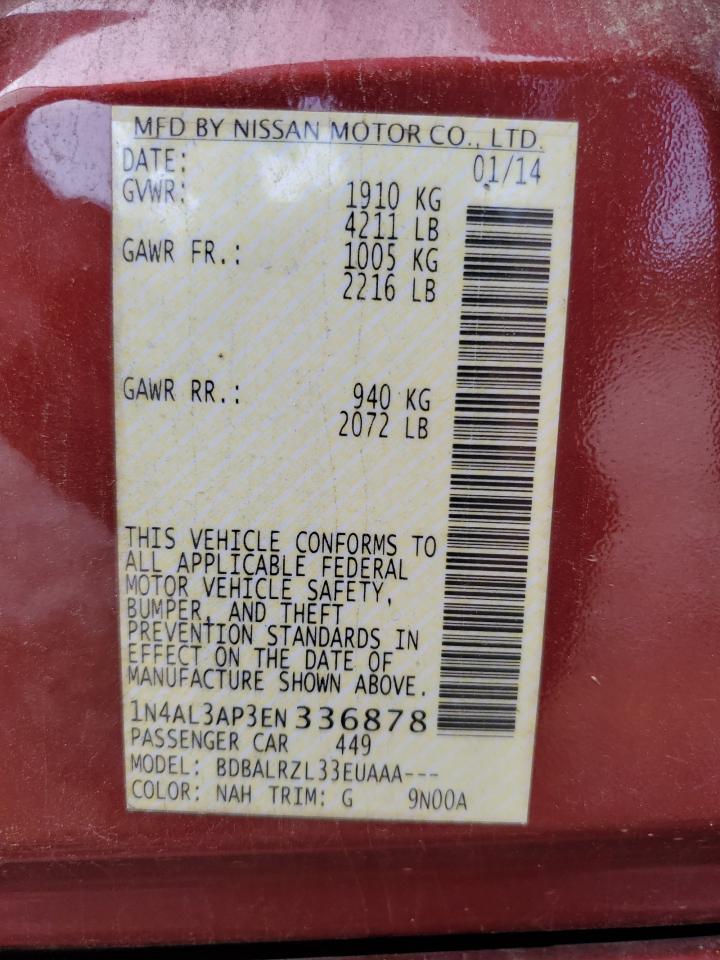 MFD BY NISSAN MOTOR CO., LTD.
DATE: 01/14
GVWR: 1910 KG
4211 LB
GAWR FR.: 1005 KG
2216 LB
GAWR RR.: 940 KG
2072 LB
THIS VEHICLE CONFORMS TO
ALL APPLICABLE FEDERAL
MOTOR VEHICLE SAFETY,
BUMPER, AND THEFT
PREVENTION STANDARDS IN
EFFECT ON THE DATE OF
MANUFACTURE SHOWN ABOVE.
1N4AL3AP3EN336878
PASSENGER CAR 449
MODEL: BDBALRZL33EUAAA---
COLOR: NAH TRIM: G 9N00A